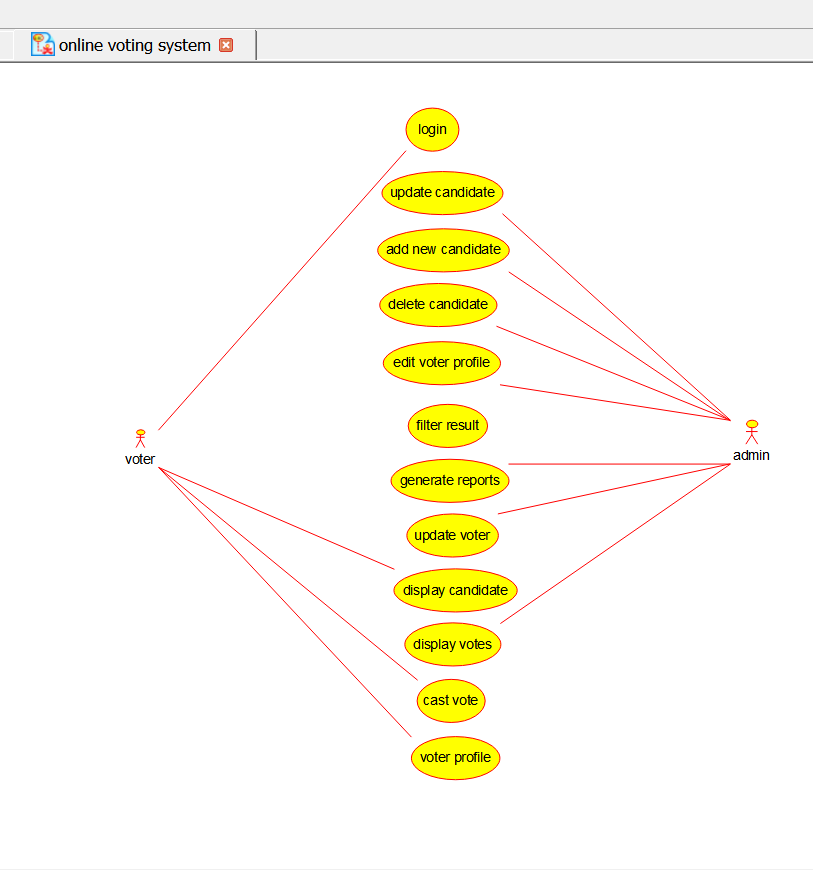 online voting system
login
update candidate
add new candidate
delete candidate
edit voter profile
filter result
voter
admin
generate reports
update voter
display candidate
display votes
cast vote
voter profile